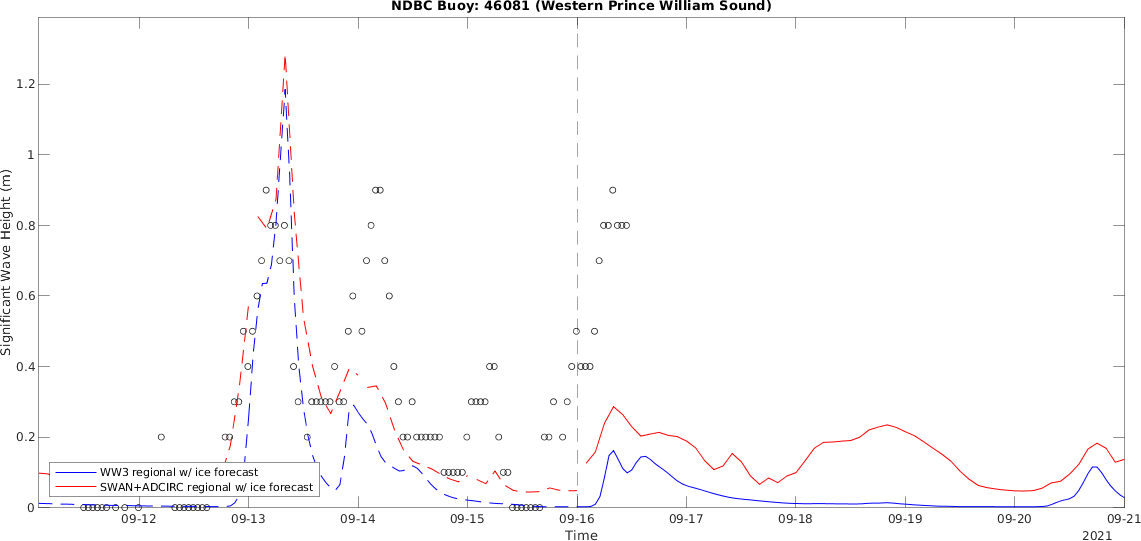 NDBC Buoy: 46081 (Western Prince William Sound)
Significant Wave Height (m)
1.2
1
0.8
0.6
0.4
0.2
0
WW3 regional w/ ice forecast
SWAN+ADCIRC regional w/ ice forecast
09-12 09-13 09-14 09-15 09-16 09-17 09-18 09-19 09-20 09-21
Time
2021